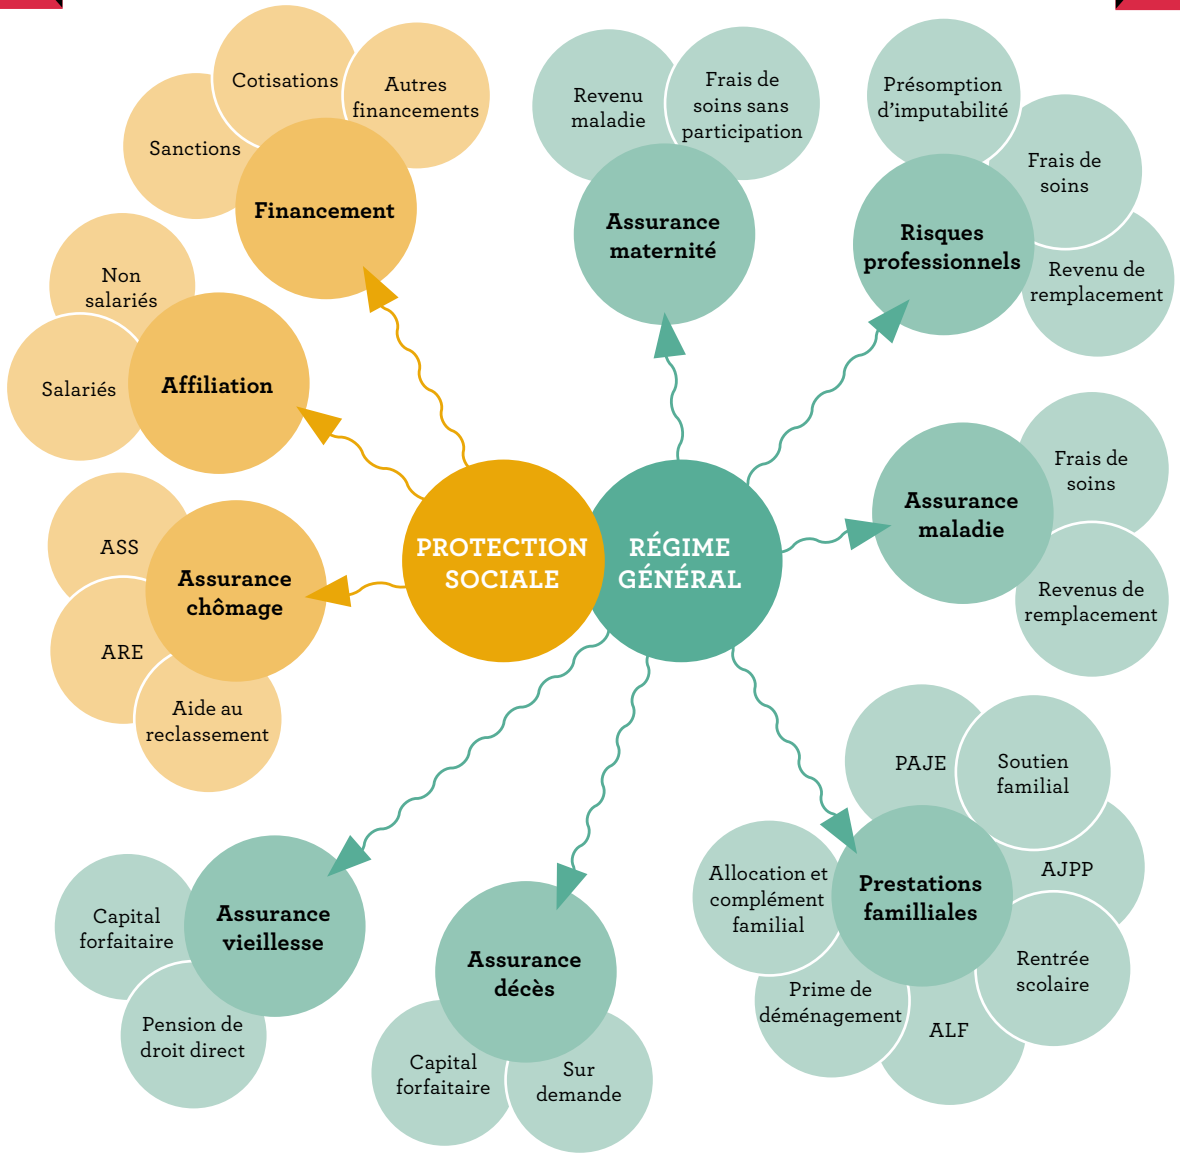 Cotisations
Autres
financements
Sanctions
Financement
Non
salariés
Salariés
Affiliation
ASS
ARE
Aide au
reclassement
Assurance
chômage
PROTECTION
SOCIALE
RÉGIME
GÉNÉRAL
Revenu
maladie
Frais de
soins sans
participation
Assurance
maternité
Présomption
d’imputabilité
Frais de
soins
Revenu de
remplacement
Risques
professionnels
Assurance
maladie
Frais de
soins
Revenus de
remplacement
PAJE
Soutien
familial
AJPP
Rentrée
scolaire
ALF
Prime de
déménagement
Allocation et
complément
familial
Prestations
familliales
Assurance
décès
Capital
forfaitaire
Sur
demande
Assurance
vieillesse
Capital
forfaitaire
Pension de
droit direct